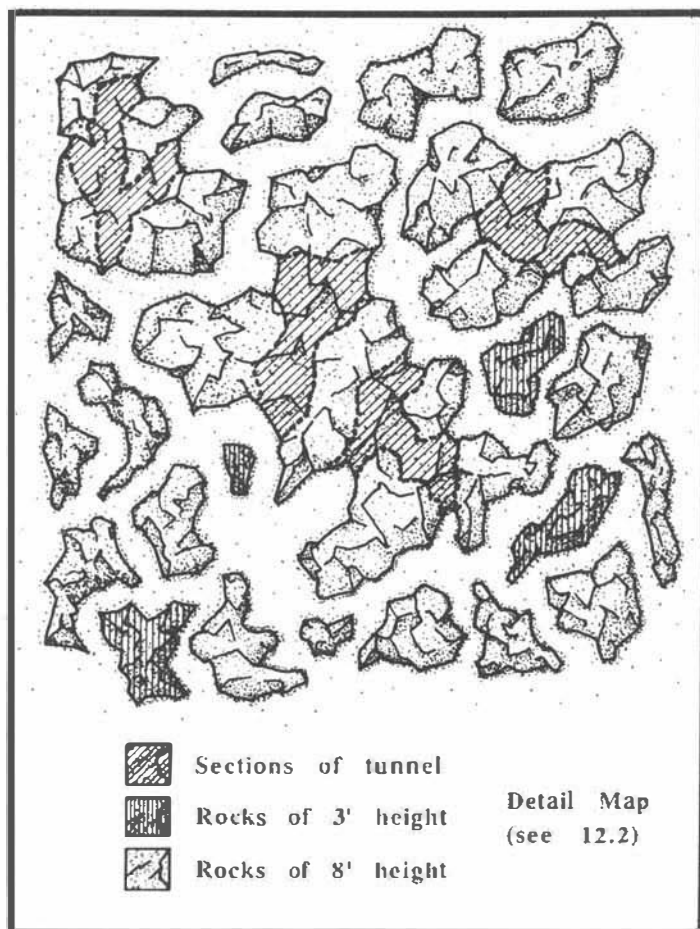 Sections of tunnel
Rocks of 3' height
Rocks of 8' height
Detail Map
(see 12.2)